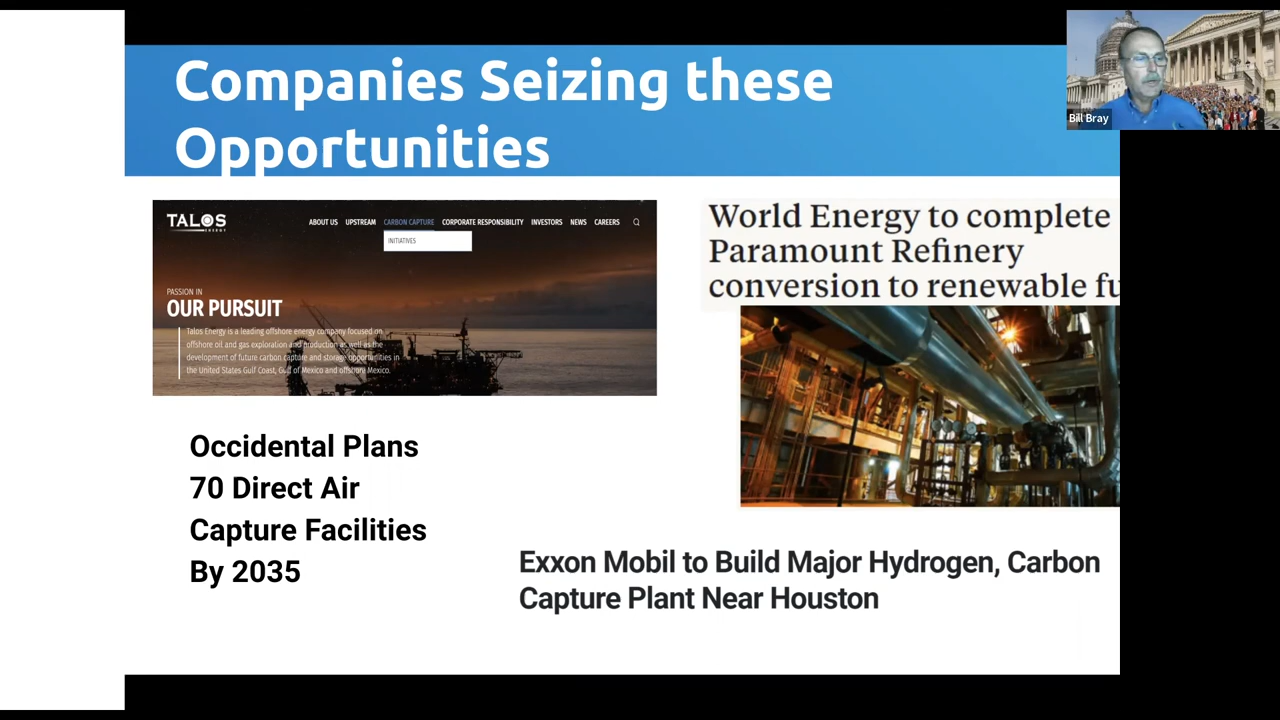 Companies Seizing these
Opportunities
Bill Bray
TALOS
ENERGY
ABOUT US UPSTREAM CARBON CAPTURE CORPORATE RESPONSIBILITY INVESTORS NEWS CAREERS
INITIATIVES
PASSION IN
OUR PURSUIT
Talos Energy is a leading offshore energy company focused on
offshore oil and gas exploration and production as well as the
development of future carbon capture and storage opportunities in
the United States Gulf Coast, Gulf of Mexico and offshore Mexico.
World Energy to complete
Paramount Refinery
conversion to renewable fu
Occidental Plans
70 Direct Air
Capture Facilities
By 2035
Exxon Mobil to Build Major Hydrogen, Carbon
Capture Plant Near Houston